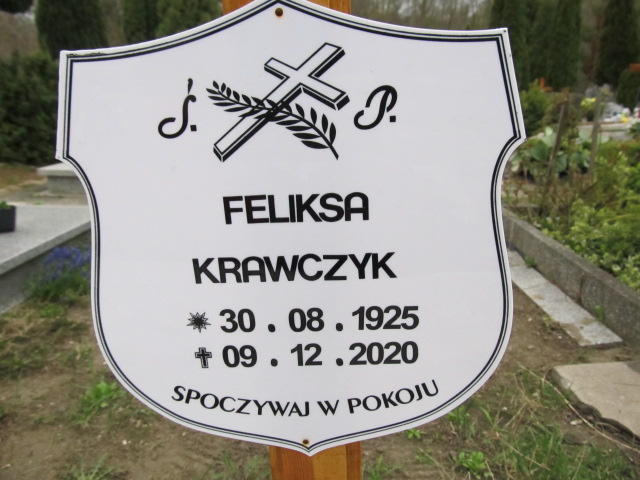 Ś. P.
FELIKSA
KRAWCZYK
30.08.1925
09.12.2020
SPOCZYWAJ W POKOJU